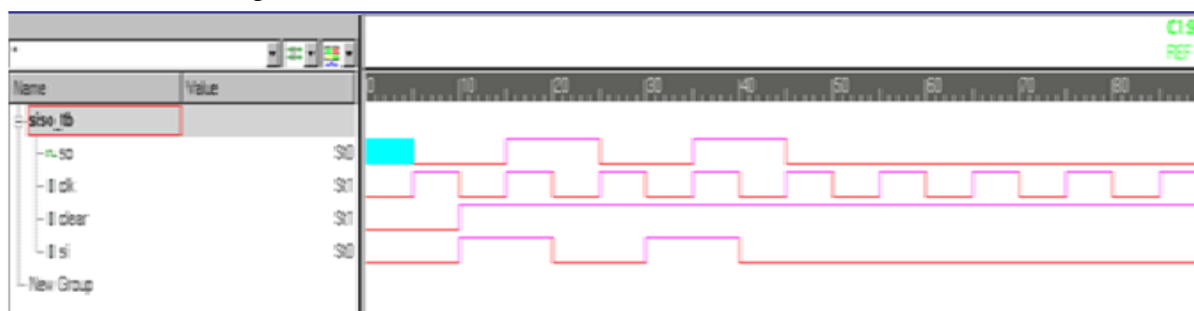 C1:9
REF
*
Name Value 0 10 20 30 40 50 60 70 80
siso_tb
so St0
clk St1
clear St1
si St0
New Group